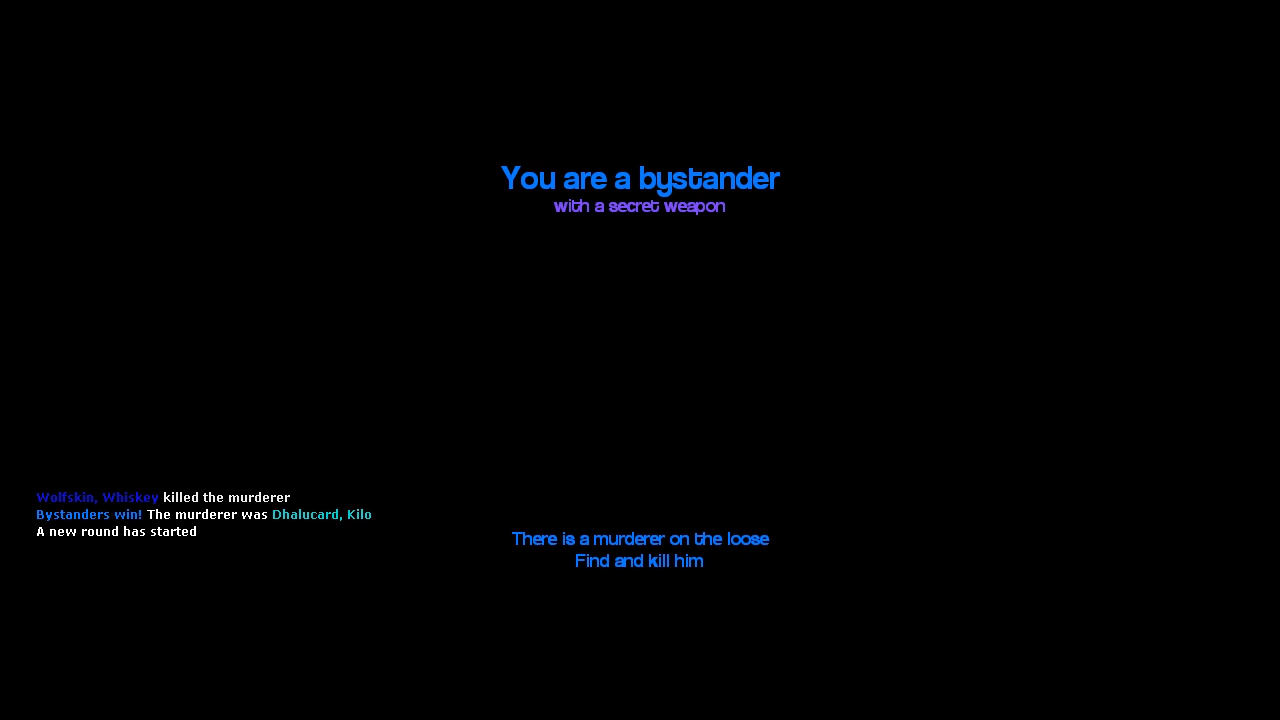 You are a bystander
with a secret weapon
Wolfskin, Whiskey killed the murderer
Bystanders win! The murderer was Dhalucard, Kilo
A new round has started
There is a murderer on the loose
Find and kill him